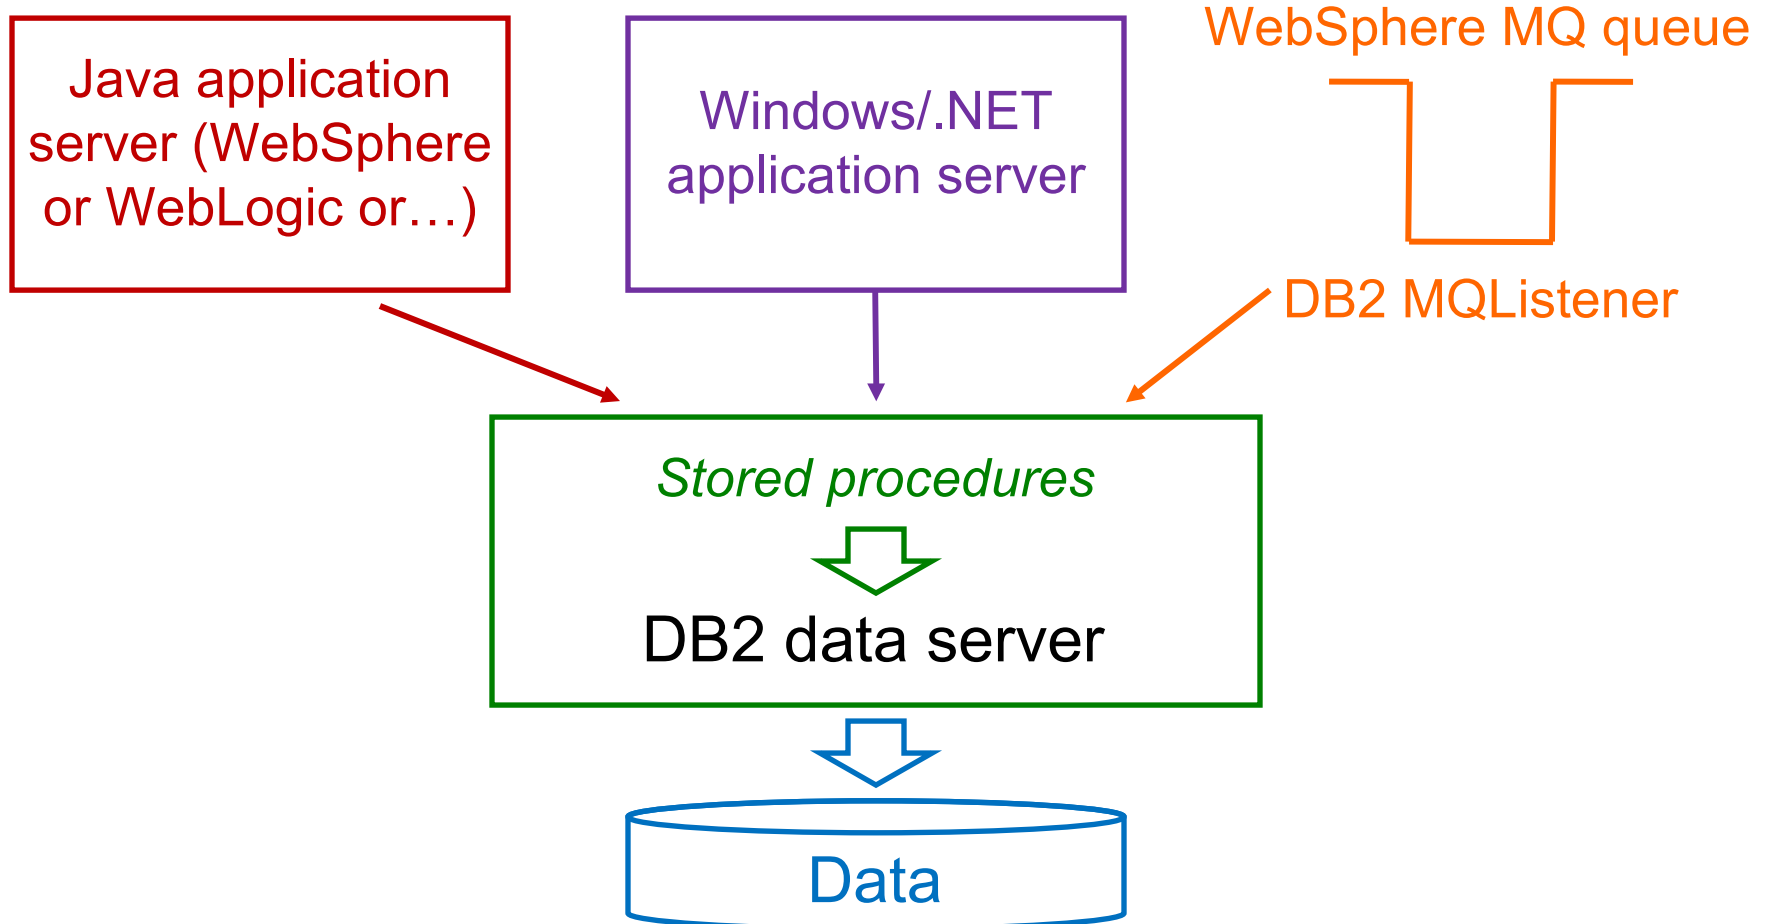 Java application
server (WebSphere
or WebLogic or…)
Windows/.NET
application server
WebSphere MQ queue
DB2 MQListener
Stored procedures
DB2 data server
Data